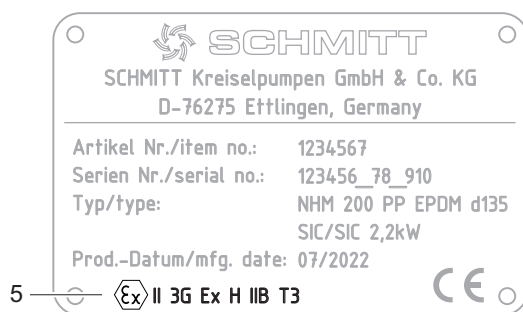 SCHMITT
SCHMITT Kreiselpumpen GmbH & Co. KG
D-76275 Ettlingen, Germany
Artikel Nr./item no.: 1234567
Serien Nr./serial no.: 123456_78_910
Typ/type: NHM 200 PP EPDM d135
SIC/SIC 2,2kW
Prod.-Datum/mfg. date: 07/2022
CE
5 Ex II 3G Ex H IIB T3